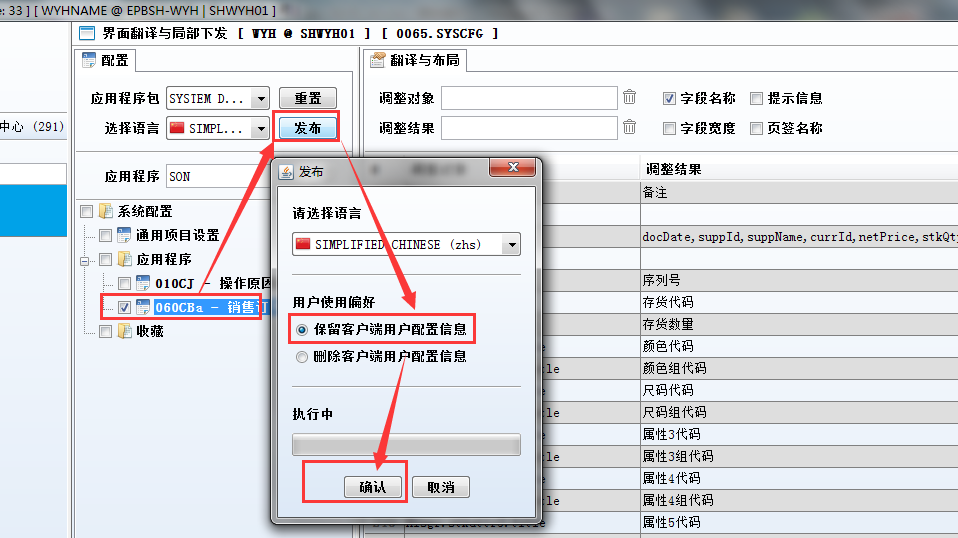 : 33 ] [ WYHNAME @ EPBSH-WYH | SHWYH01 ]
界面翻译与局部下发 [ WYH @ SHWYH01 ] [ 0065.SYSCFG ]
配置
翻译与布局
应用程序包 SYSTEM D... 重置
调整对象
字段名称
提示信息
中心 (291)
选择语言 SIMPL... 发布
调整结果
字段宽度
页签名称
应用程序 SON
调整结果
系统配置
通用项目设置
应用程序
010CJ - 操作原因
060CBa - 销售订
收藏
发布
请选择语言
SIMPLIFIED CHINESE (zhs)
用户使用偏好
保留客户端用户配置信息
删除客户端用户配置信息
执行中
确认
取消
备注
docDate,suppId,suppName,currId,netPrice,stkQty
序列号
存货代码
存货数量
颜色代码
颜色组代码
尺码代码
尺码组代码
属性3代码
属性3组代码
属性4代码
属性4组代码
属性5代码